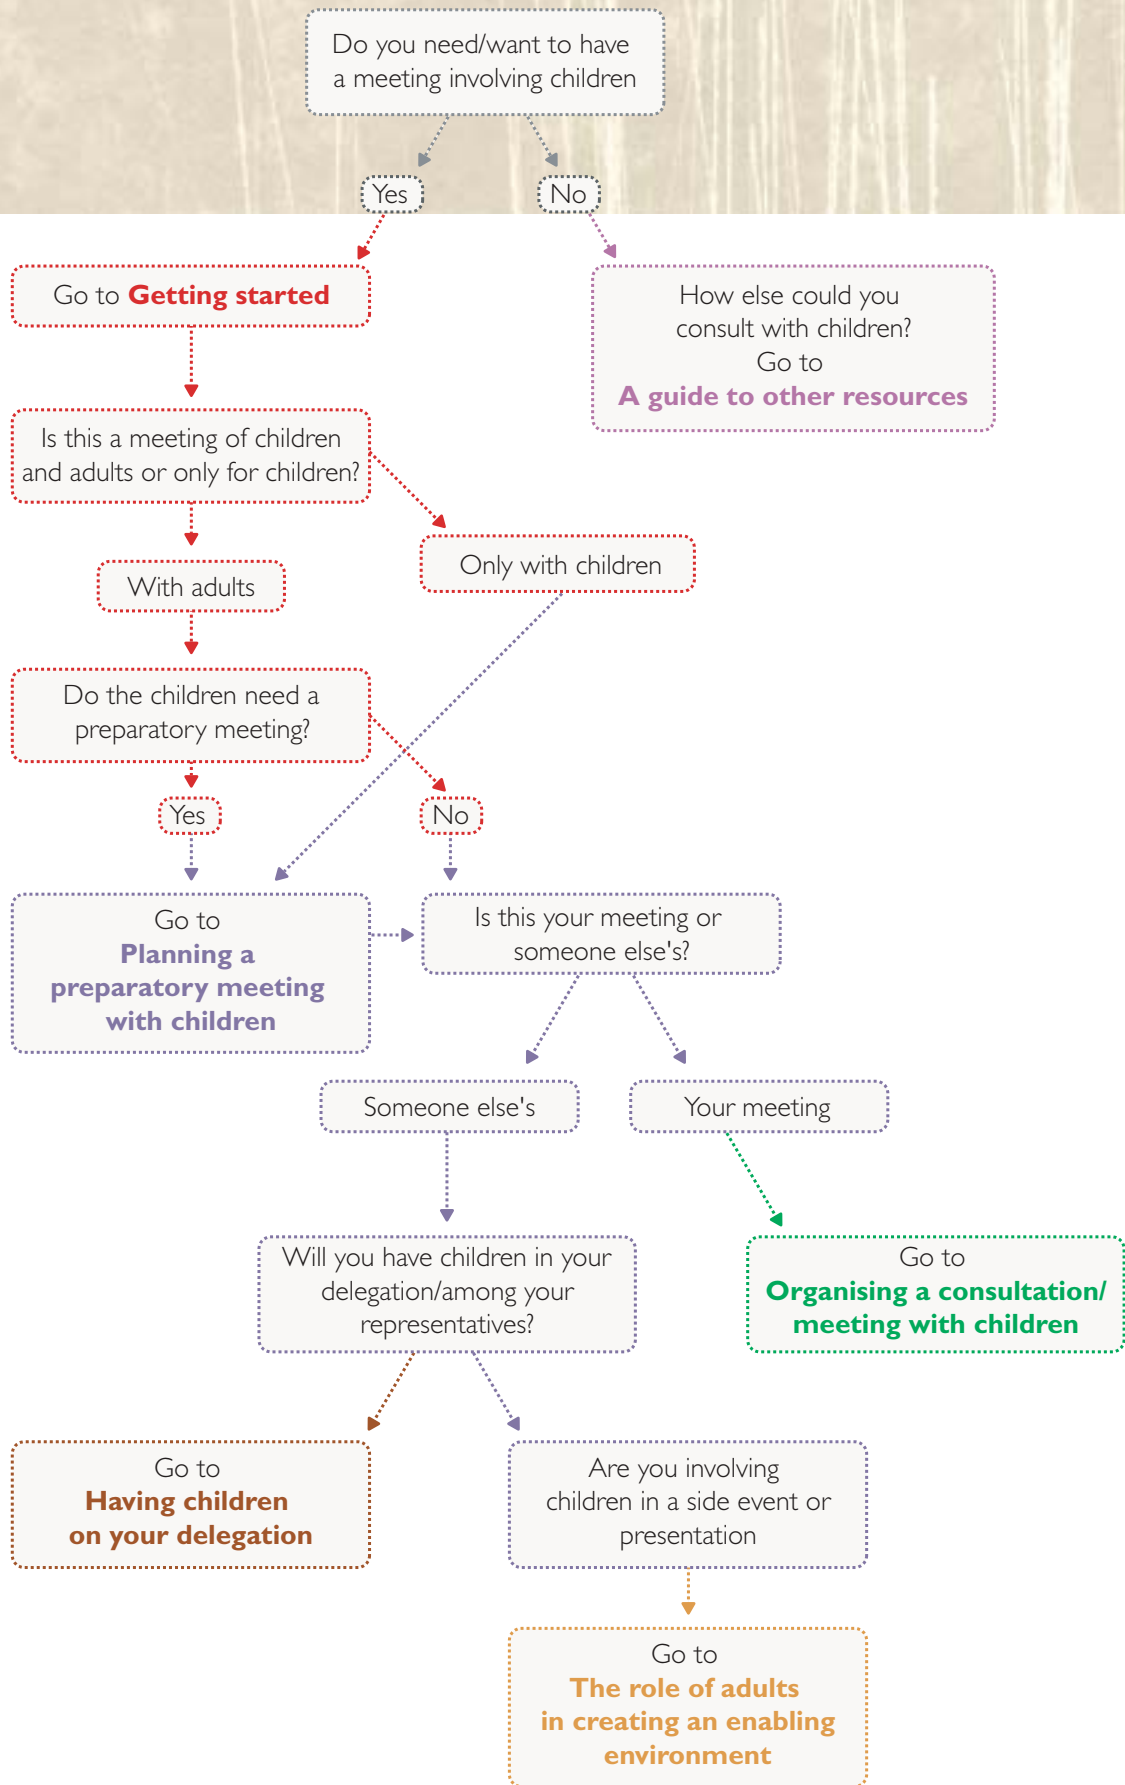 Do you need/want to have
a meeting involving children
Yes
No
Go to Getting started
How else could you
consult with children?
Go to
A guide to other resources
Is this a meeting of children
and adults or only for children?
Only with children
With adults
Do the children need a
preparatory meeting?
Yes
No
Go to
Planning a
preparatory meeting
with children
Is this your meeting or
someone else's?
Someone else's
Your meeting
Will you have children in your
delegation/among your
representatives?
Go to
Organising a consultation/
meeting with children
Go to
Having children
on your delegation
Are you involving
children in a side event or
presentation
Go to
The role of adults
in creating an enabling
environment